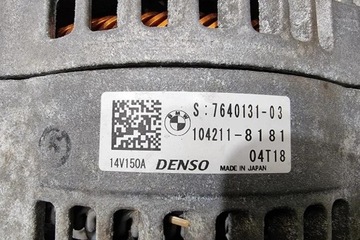 S:7640131-03
104211-8181
04T18
14V150A DENSO MADE IN JAPAN